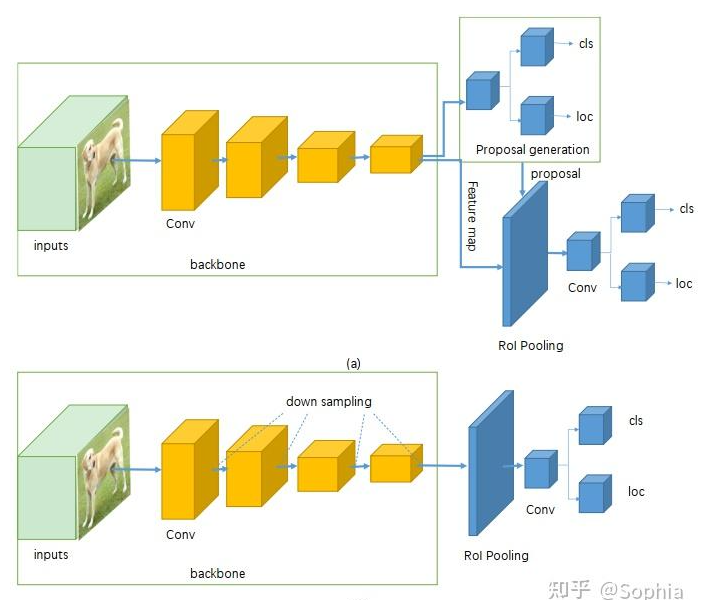 cls
loc
Proposal generation
proposal
Feature map
inputs
Conv
backbone
cls
loc
Conv
RoI Pooling
(a)
down sampling
cls
loc
Conv
inputs
Conv
backbone
RoI Pooling
知乎 @Sophia